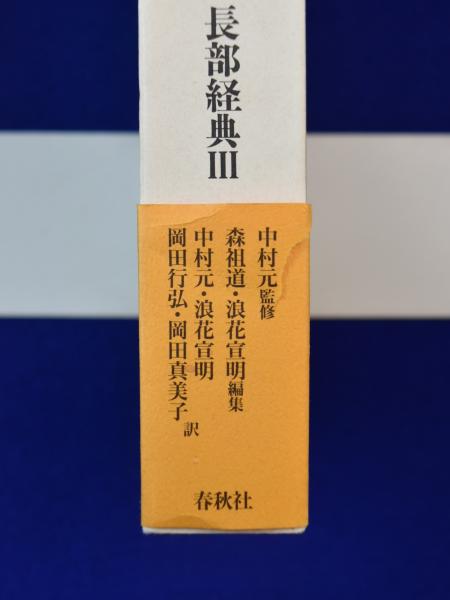 長部経典III
中村元監修
森祖道・浪花宣明編集
中村元・浪花宣明
岡田行弘・岡田真美子訳
春秋社